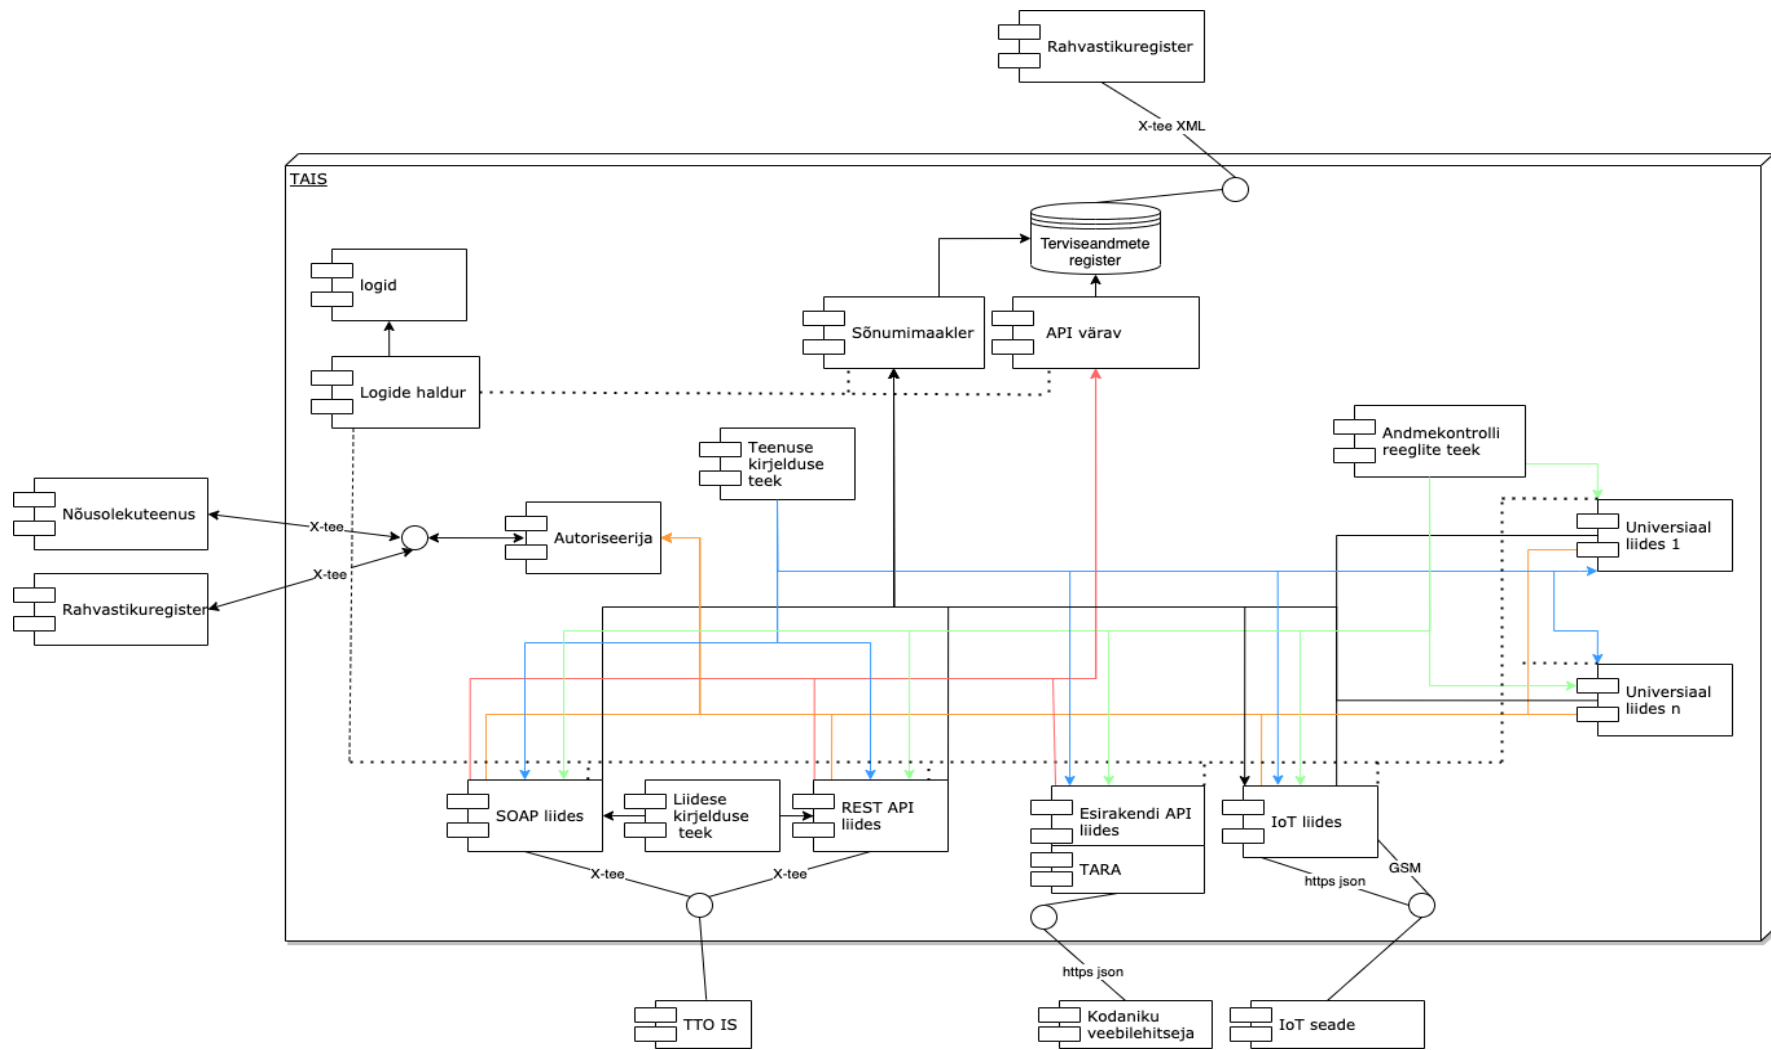 Rahvastikuregister
X-tee XML
TAIS
Terviseandmete
register
logid
Sõnumimaakler
API värav
Logide haldur
Teenuse
kirjelduse
teek
Andmekontrolli
reeglite teek
Nõusolekuteenus
X-tee
Autoriseerija
Universiaal
liides 1
X-tee
Rahvastikuregister
Universiaal
liides n
SOAP liides
Liidese
kirjelduse
teek
REST API
liides
Esirakendi API
liides
IoT liides
TARA
X-tee
X-tee
https json
GSM
https json
TTO IS
Kodaniku
veebilehitseja
IoT seade